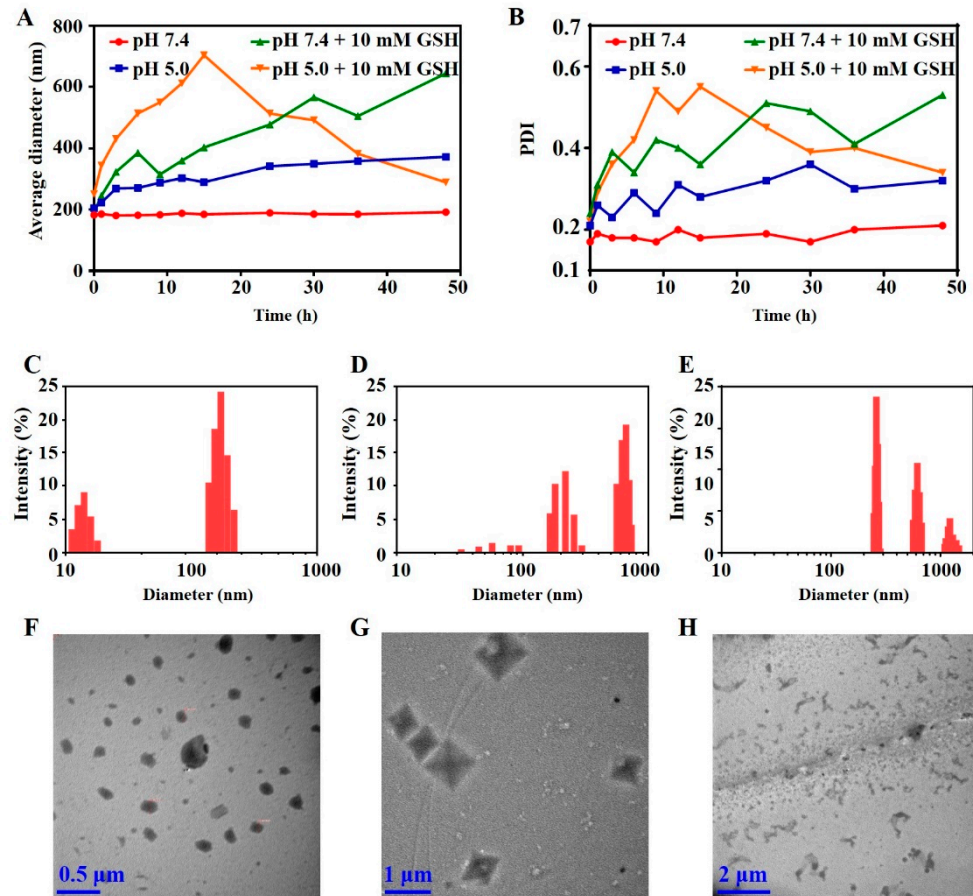 A
Average diameter (nm)
800
600
400
200
0
pH 7.4
pH 5.0
pH 7.4 + 10 mM GSH
pH 5.0 + 10 mM GSH
0 10 20 30 40 50
Time (h)
B
PDI
0.7
0.6
0.4
0.2
0.1
pH 7.4
pH 5.0
pH 7.4 + 10 mM GSH
pH 5.0 + 10 mM GSH
0 10 20 30 40 50
Time (h)
C
Intensity (%)
25
20
15
10
5
0
10 100 1000
Diameter (nm)
D
Intensity (%)
25
20
15
10
5
0
10 100 1000
Diameter (nm)
E
Intensity (%)
25
20
15
10
5
0
10 100 1000
Diameter (nm)
F
0.5 μm
G
1 μm
H
2 μm